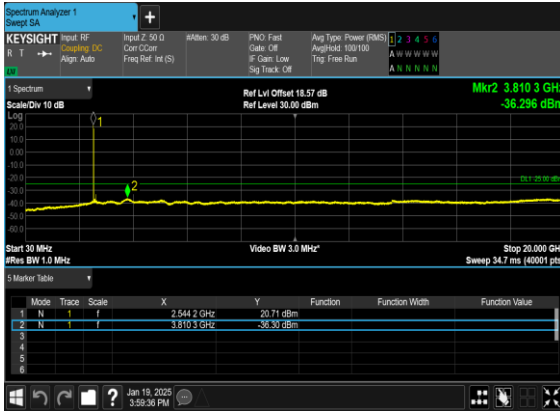 Spectrum Analyzer 1
Swept SA
+
KEYSIGHT Input: RF Input Z: 50 Ω #Atten: 30 dB PNO: Fast Avg Type: Power (RMS) 1 2 3 4 5 6
R T Coupling: DC Corr CCorr Gate: Off Avg|Hold: 100/100 A W W W W W
Align: Auto Freq Ref: Int (S) IF Gain: Low Trig: Free Run
LXI Sig Track: Off A N N N N N
1 Spectrum Ref Lvl Offset 18.57 dB Mkr2 3.810 3 GHz
Scale/Div 10 dB Ref Level 30.00 dBm -36.296 dBm
Log
1
20.0
10.0
0.00
-10.0
-20.0
DL1 -25.00 dBm
2
-30.0
-40.0
-50.0
-60.0
Start 30 MHz Video BW 3.0 MHz* Stop 20.000 GHz
#Res BW 1.0 MHz Sweep 34.7 ms (40001 pts)
5 Marker Table
Mode Trace Scale X Y Function Function Width Function Value
1 N 1 f 2.544 2 GHz 20.71 dBm
2 N 1 f 3.810 3 GHz -36.30 dBm
3
4
5
6
? Jan 19, 2025
3:59:36 PM